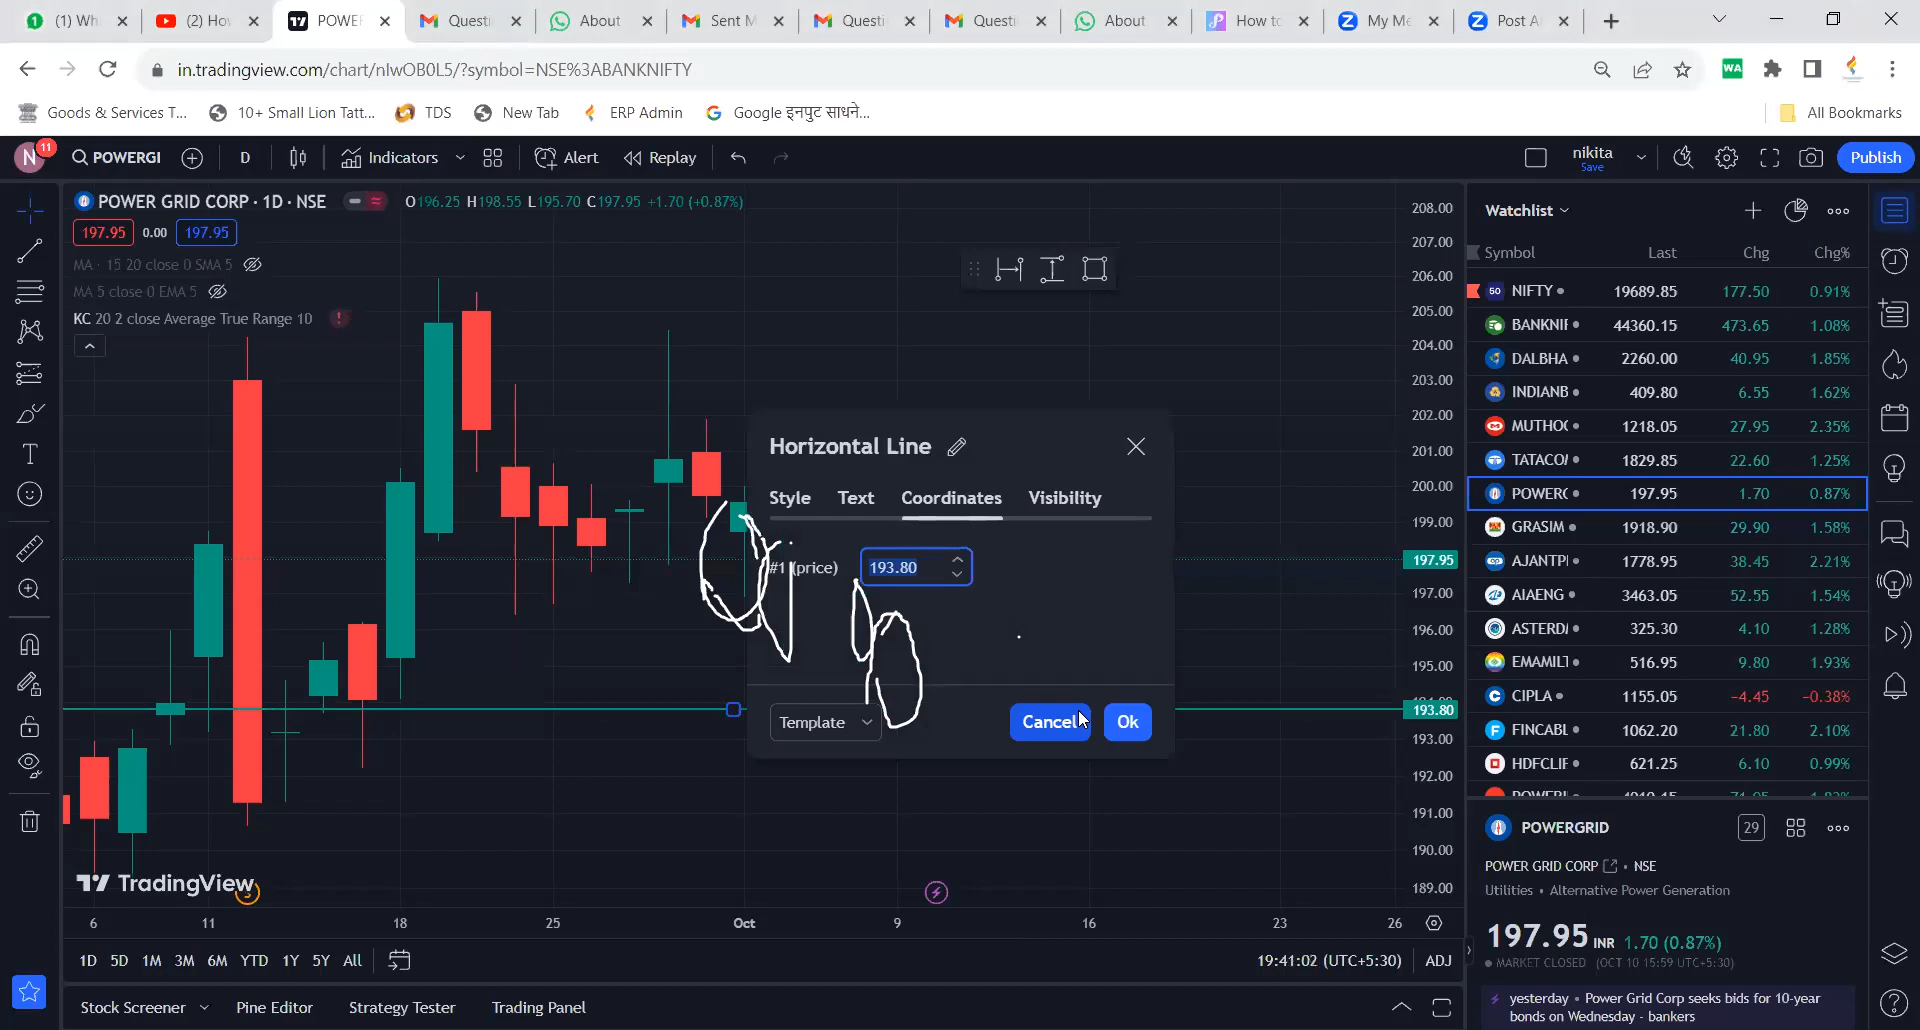 (1) Wh
(2) Ho
POWER
Questi
About
Sent M
Questi
Questi
About
How to
My Me
Post A
in.tradingview.com/chart/nIwOB0L5/?symbol=NSE%3ABANKNIFTY
WA
Goods & Services T...
10+ Small Lion Tatt...
TDS
New Tab
ERP Admin
Google इनपुट साधने...
All Bookmarks
N 11 POWERGI D Indicators Alert Replay nikita Save Publish
POWER GRID CORP · 1D · NSE O196.25 H198.55 L195.70 C197.95 +1.70 (+0.87%)
197.95 0.00 197.95
MA · 15 20 close 0 SMA 5
MA 5 close 0 EMA 5
KC 20 2 close Average True Range 10
208.00
207.00
206.00
205.00
204.00
203.00
202.00
201.00
200.00
199.00
197.95
197.00
196.00
195.00
193.80
193.00
192.00
191.00
190.00
189.00
Horizontal Line
Style Text Coordinates Visibility
#1 (price) 193.80
Template Cancel Ok
TradingView
6 11 18 25 Oct 9 16 23 26
1D 5D 1M 3M 6M YTD 1Y 5Y All 19:41:02 (UTC+5:30) ADJ
Stock Screener Pine Editor Strategy Tester Trading Panel
Watchlist
Symbol Last Chg Chg%
50 NIFTY 19689.85 177.50 0.91%
BANKNIF 44360.15 473.65 1.08%
DALBHA 2260.00 40.95 1.85%
INDIANB 409.80 6.55 1.62%
MUTHOO 1218.05 27.95 2.35%
TATACOI 1829.85 22.60 1.25%
POWERG 197.95 1.70 0.87%
GRASIM 1918.90 29.90 1.58%
AJANTPI 1778.95 38.45 2.21%
AIAENG 3463.05 52.55 1.54%
ASTERDI 325.30 4.10 1.28%
EMAMILT 516.95 9.80 1.93%
CIPLA 1155.05 −4.45 −0.38%
FINCABL 1062.20 21.80 2.10%
HDFCLIF 621.25 6.10 0.99%
POWERGRID 29
POWER GRID CORP · NSE
Utilities • Alternative Power Generation
197.95 INR 1.70 (0.87%)
MARKET CLOSED (OCT 10 15:59 UTC+5:30)
yesterday • Power Grid Corp seeks bids for 10-year
bonds on Wednesday - bankers